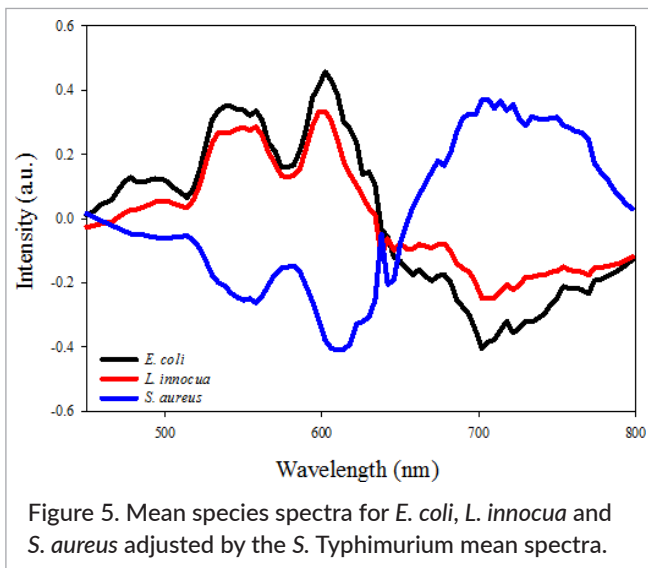 0.6
0.4
0.2
0.0
-0.2
-0.4
-0.6
Intensity (a.u.)
E. coli
L. innocua
S. aureus
500
600
700
800
Wavelength (nm)
Figure 5. Mean species spectra for E. coli, L. innocua and
S. aureus adjusted by the S. Typhimurium mean spectra.